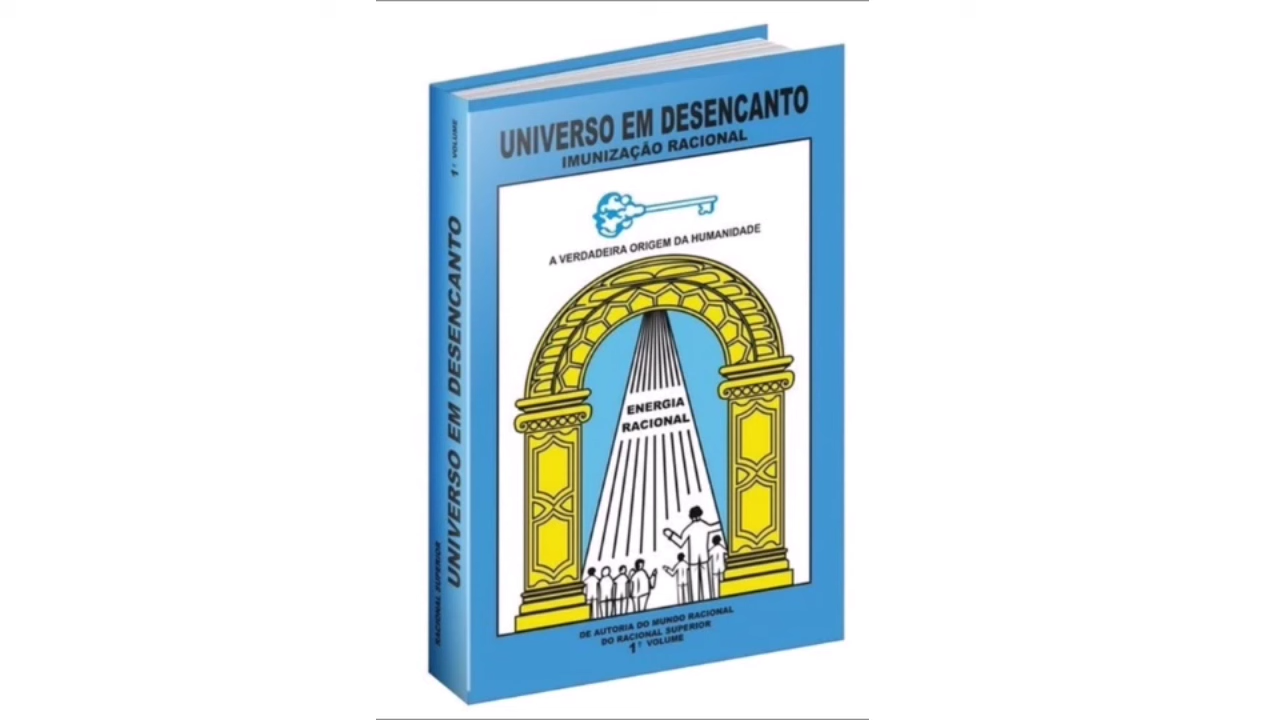 UNIVERSO EM DESENCANTO
IMUNIZAÇÃO RACIONAL
A VERDADEIRA ORIGEM DA HUMANIDADE
ENERGIA
RACIONAL
DE AUTORIA DO MUNDO RACIONAL
DO RACIONAL SUPERIOR
1º VOLUME
1º VOLUME
UNIVERSO EM DESENCANTO
RACIONAL SUPERIOR